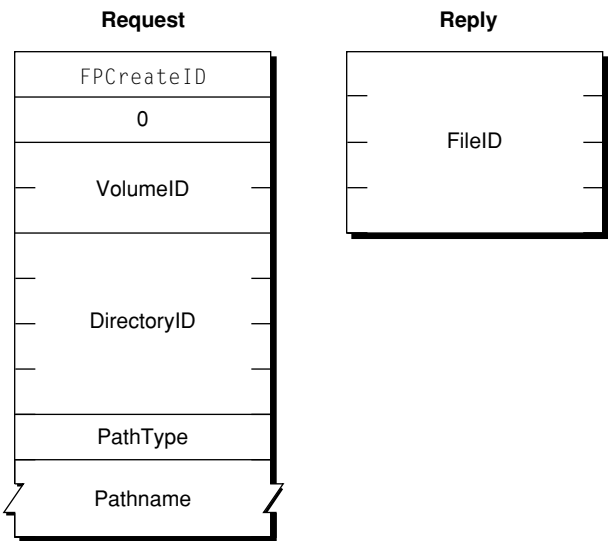 Request
FPCreateID
0
VolumeID
DirectoryID
PathType
Pathname
Reply
FileID